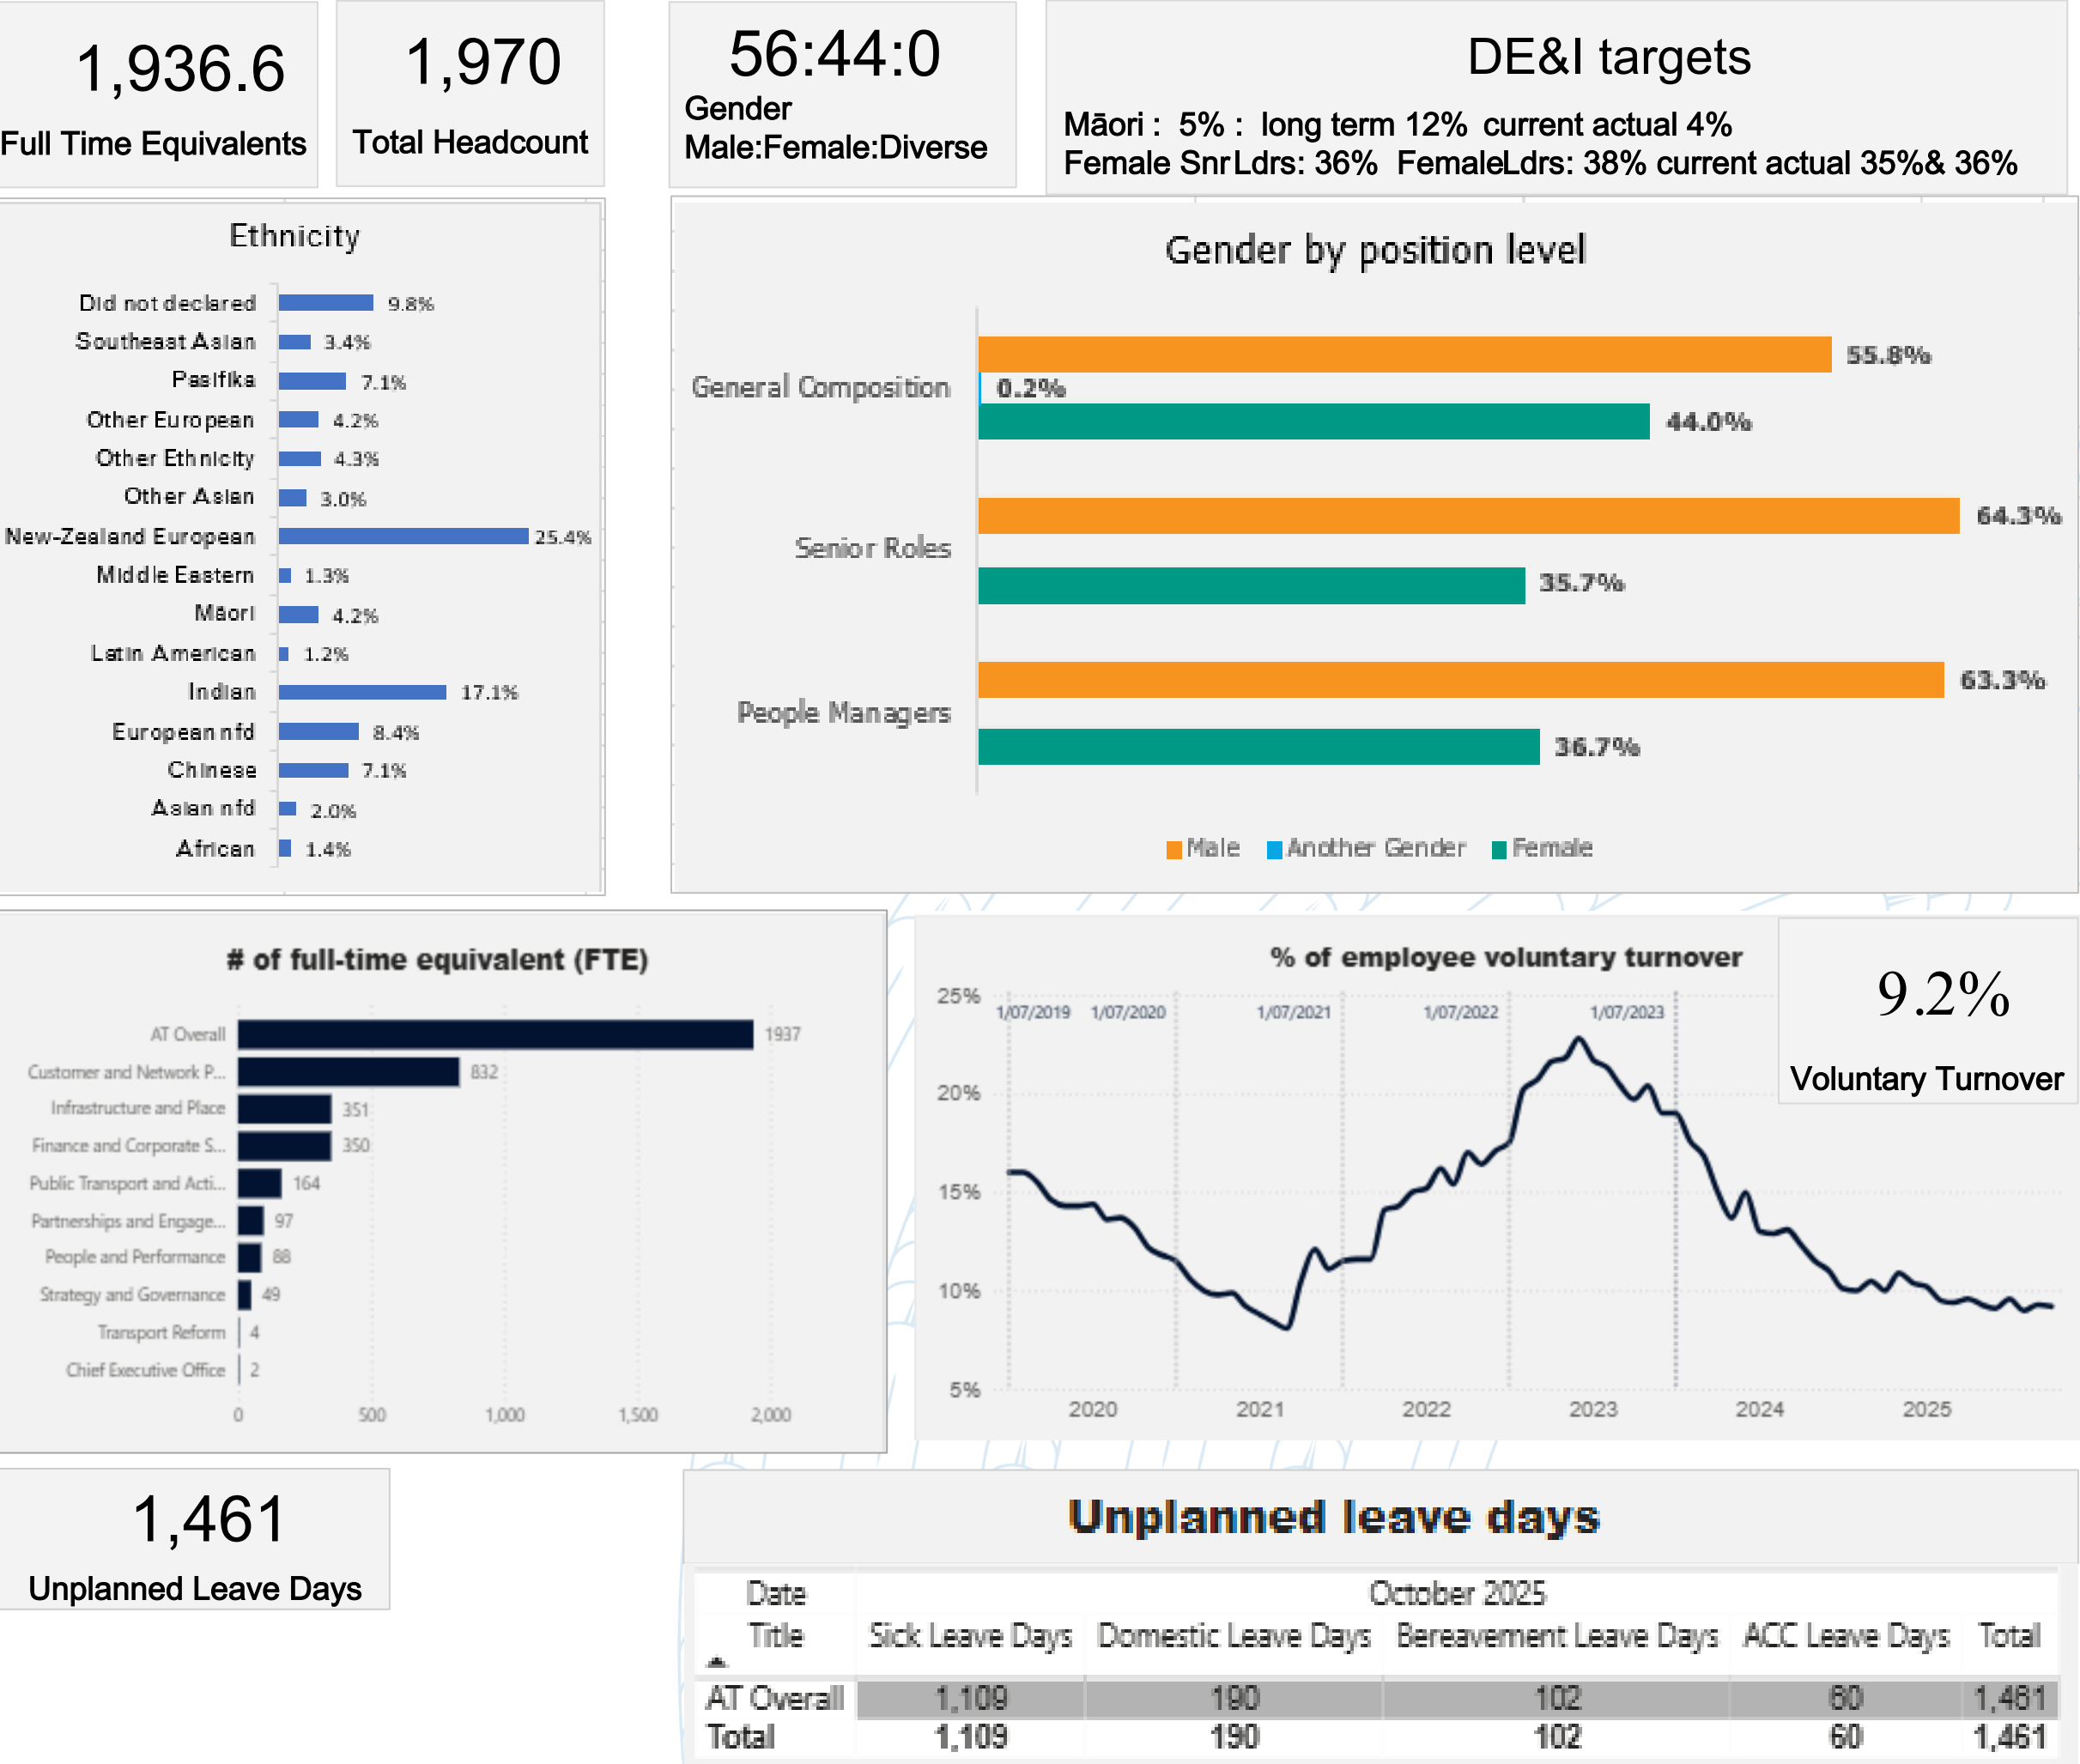 1,936.6
Full Time Equivalents
1,970
Total Headcount
56:44:0
Gender
Male:Female:Diverse
DE&I targets
Māori : 5% : long term 12% current actual 4%
Female SnrLdrs: 36% FemaleLdrs: 38% current actual 35%& 36%
Ethnicity
Did not declared 9.8%
Southeast Asian 3.4%
Pasifika 7.1%
Other European 4.2%
Other Ethnicity 4.3%
Other Asian 3.0%
New-Zealand European 25.4%
Middle Eastern 1.3%
Māori 4.2%
Latin American 1.2%
Indian 17.1%
European nfd 8.4%
Chinese 7.1%
Asian nfd 2.0%
African 1.4%
Gender by position level
55.8%
General Composition 0.2%
44.0%
64.3%
Senior Roles
35.7%
63.3%
People Managers
36.7%
Male Another Gender Female
# of full-time equivalent (FTE)
AT Overall 1937
Customer and Network P... 832
Infrastructure and Place 351
Finance and Corporate S... 350
Public Transport and Acti... 164
Partnerships and Engage... 97
People and Performance 88
Strategy and Governance 49
Transport Reform 4
Chief Executive Office 2
0 500 1,000 1,500 2,000
% of employee voluntary turnover
25%
1/07/2019 1/07/2020 1/07/2021 1/07/2022 1/07/2023
20%
15%
10%
5%
2020 2021 2022 2023 2024 2025
9.2%
Voluntary Turnover
1,461
Unplanned Leave Days
Unplanned leave days
Date October 2025
Title Sick Leave Days Domestic Leave Days Bereavement Leave Days ACC Leave Days Total
AT Overall 1,109 190 102 60 1,461
Total 1,109 190 102 60 1,461